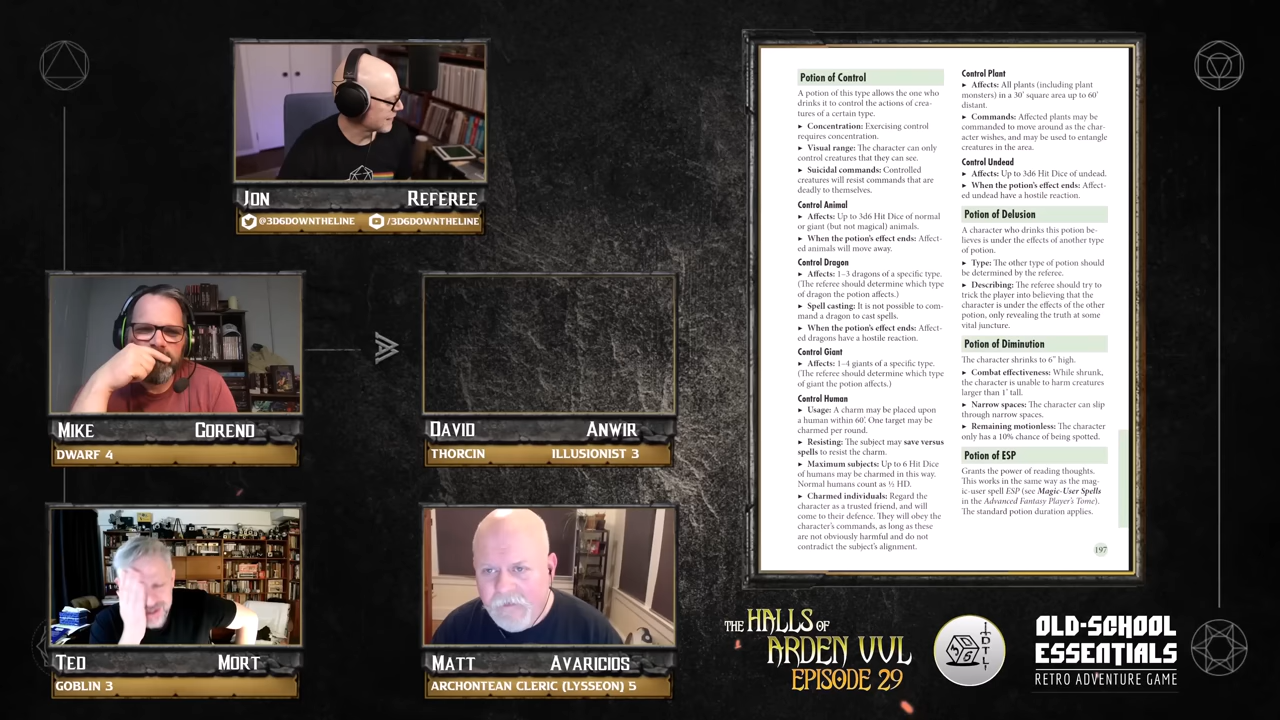 JON REFEREE
@3D6DOWNTHELINE /3D6DOWNTHELINE
MIKE GOREND
DWARF 4
DAVID ANWIR
THORCIN ILLUSIONIST 3
TED MORT
GOBLIN 3
MATT AVARICIOS
ARCHONTEAN CLERIC (LYSSEON) 5
Potion of Control
A potion of this type allows the one who
drinks it to control the actions of crea-
tures of a certain type.
► Concentration: Exercising control
requires concentration.
► Visual range: The character can only
control creatures that they can see.
► Suicidal commands: Controlled
creatures will resist commands that are
deadly to themselves.
Control Animal
► Affects: Up to 3d6 Hit Dice of normal
or giant (but not magical) animals.
► When the potion's effect ends: Affect-
ed animals will move away.
Control Dragon
► Affects: 1–3 dragons of a specific type.
(The referee should determine which type
of dragon the potion affects.)
► Spell casting: It is not possible to com-
mand a dragon to cast spells.
► When the potion's effect ends: Affect-
ed dragons have a hostile reaction.
Control Giant
► Affects: 1–4 giants of a specific type.
(The referee should determine which type
of giant the potion affects.)
Control Human
► Usage: A charm may be placed upon
a human within 60'. One target may be
charmed per round.
► Resisting: The subject may save versus
spells to resist the charm.
► Maximum subjects: Up to 6 Hit Dice
of humans may be charmed in this way.
Normal humans count as ½ HD.
► Charmed individuals: Regard the
character as a trusted friend, and will
come to their defence. They will obey the
character's commands, as long as these
are not obviously harmful and do not
contradict the subject's alignment.
Control Plant
► Affects: All plants (including plant
monsters) in a 30' square area up to 60'
distant.
► Commands: Affected plants may be
commanded to move around as the char-
acter wishes, and may be used to entangle
creatures in the area.
Control Undead
► Affects: Up to 3d6 Hit Dice of undead.
► When the potion's effect ends: Affect-
ed undead have a hostile reaction.
Potion of Delusion
A character who drinks this potion be-
lieves is under the effects of another type
of potion.
► Type: The other type of potion should
be determined by the referee.
► Describing: The referee should try to
trick the player into believing that the
character is under the effects of the other
potion, only revealing the truth at some
vital juncture.
Potion of Diminution
The character shrinks to 6" high.
► Combat effectiveness: While shrunk,
the character is unable to harm creatures
larger than 1' tall.
► Narrow spaces: The character can slip
through narrow spaces.
► Remaining motionless: The character
only has a 10% chance of being spotted.
Potion of ESP
Grants the power of reading thoughts.
This works in the same way as the mag-
ic-user spell ESP (see Magic-User Spells
in the Advanced Fantasy Player's Tome).
The standard potion duration applies.
197
THE HALLS OF
ARDEN VUL
EPISODE 29
3DTL
OLD-SCHOOL
ESSENTIALS
RETRO ADVENTURE GAME